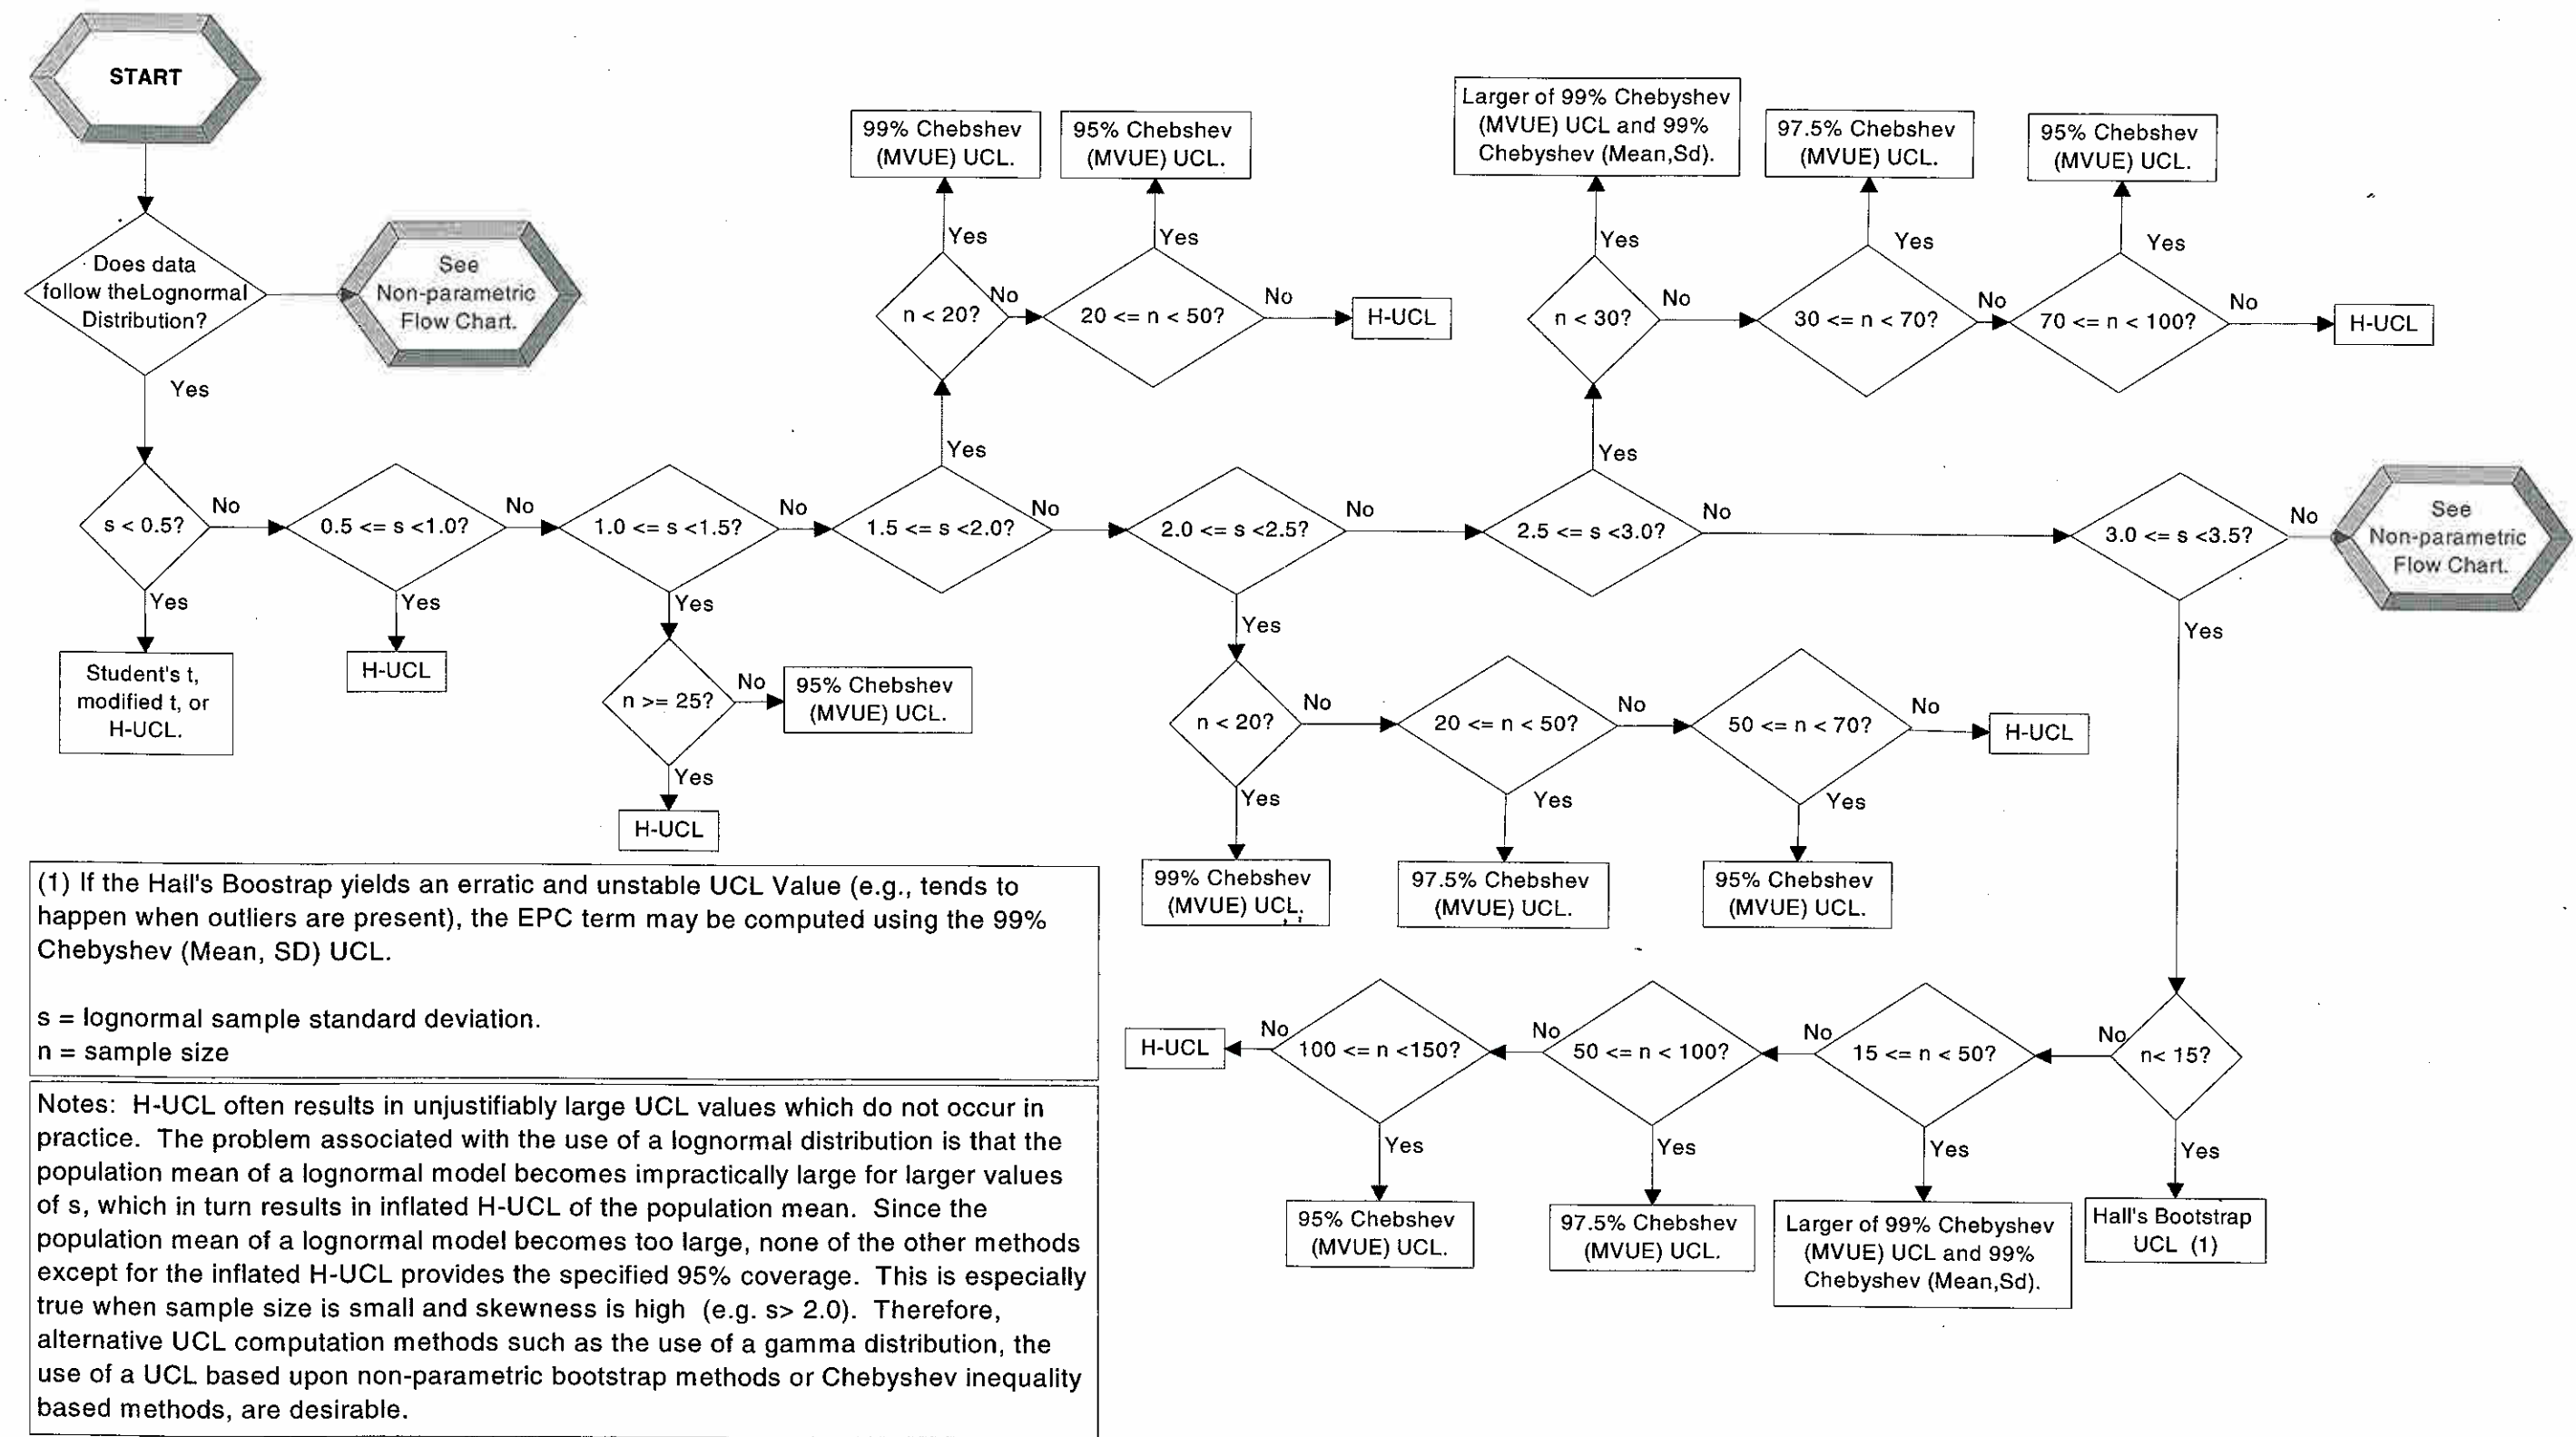 START
Does data
follow theLognormal
Distribution?
See
Non-parametric
Flow Chart.
Yes
s < 0.5?
No
Yes
Student's t,
modified t, or
H-UCL.
0.5 <= s <1.0?
No
Yes
H-UCL
1.0 <= s <1.5?
No
Yes
n >= 25?
No
95% Chebshev
(MVUE) UCL.
Yes
H-UCL
1.5 <= s <2.0?
No
Yes
n < 20?
Yes
99% Chebshev
(MVUE) UCL.
No
20 <= n < 50?
Yes
95% Chebshev
(MVUE) UCL.
No
H-UCL
2.0 <= s <2.5?
No
Yes
n < 20?
Yes
99% Chebshev
(MVUE) UCL.
No
20 <= n < 50?
Yes
97.5% Chebshev
(MVUE) UCL.
No
50 <= n < 70?
Yes
95% Chebshev
(MVUE) UCL.
No
H-UCL
2.5 <= s <3.0?
No
Yes
n < 30?
Yes
Larger of 99% Chebyshev
(MVUE) UCL and 99%
Chebyshev (Mean,Sd).
No
30 <= n < 70?
Yes
97.5% Chebshev
(MVUE) UCL.
No
70 <= n < 100?
Yes
95% Chebshev
(MVUE) UCL.
No
H-UCL
3.0 <= s <3.5?
No
See
Non-parametric
Flow Chart.
Yes
n< 15?
Yes
Hall's Bootstrap
UCL (1)
No
15 <= n < 50?
Yes
Larger of 99% Chebyshev
(MVUE) UCL and 99%
Chebyshev (Mean,Sd).
No
50 <= n < 100?
Yes
97.5% Chebshev
(MVUE) UCL.
No
100 <= n <150?
Yes
95% Chebshev
(MVUE) UCL.
No
H-UCL
(1) If the Hall's Boostrap yields an erratic and unstable UCL Value (e.g., tends to
happen when outliers are present), the EPC term may be computed using the 99%
Chebyshev (Mean, SD) UCL.
s = lognormal sample standard deviation.
n = sample size
Notes: H-UCL often results in unjustifiably large UCL values which do not occur in
practice. The problem associated with the use of a lognormal distribution is that the
population mean of a lognormal model becomes impractically large for larger values
of s, which in turn results in inflated H-UCL of the population mean. Since the
population mean of a lognormal model becomes too large, none of the other methods
except for the inflated H-UCL provides the specified 95% coverage. This is especially
true when sample size is small and skewness is high (e.g. s> 2.0). Therefore,
alternative UCL computation methods such as the use of a gamma distribution, the
use of a UCL based upon non-parametric bootstrap methods or Chebyshev inequality
based methods, are desirable.